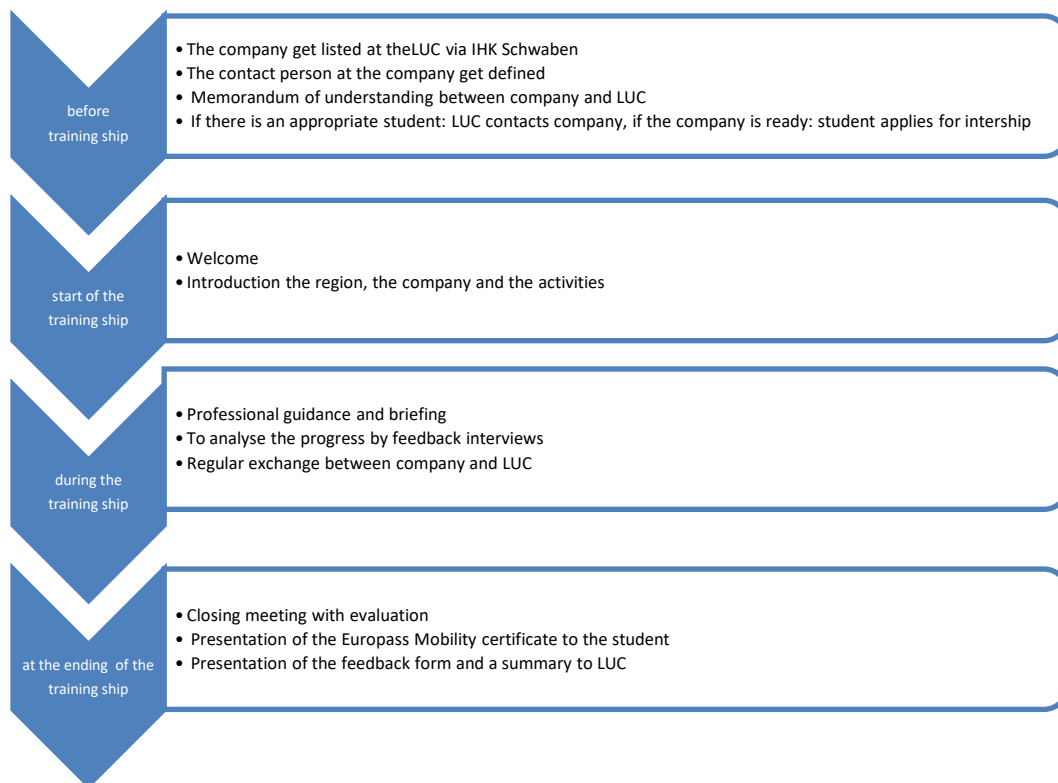 before
training ship
• The company get listed at theLUC via IHK Schwaben
• The contact person at the company get defined
• Memorandum of understanding between company and LUC
• If there is an appropriate student: LUC contacts company, if the company is ready: student applies for intership
start of the
training ship
• Welcome
• Introduction the region, the company and the activities
during the
training ship
• Professional guidance and briefing
• To analyse the progress by feedback interviews
• Regular exchange between company and LUC
at the ending of the
training ship
• Closing meeting with evaluation
• Presentation of the Europass Mobility certificate to the student
• Presentation of the feedback form and a summary to LUC